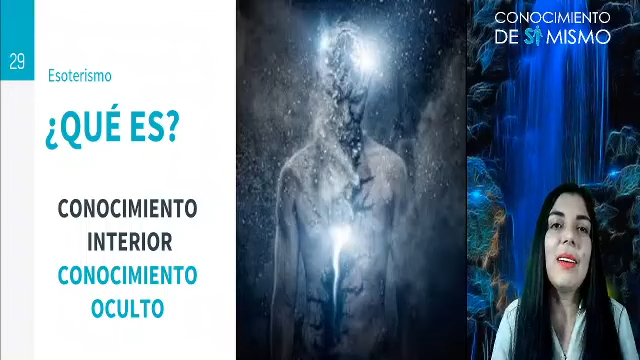 29
Esoterismo
¿QUÉ ES?
CONOCIMIENTO
INTERIOR
CONOCIMIENTO
OCULTO
CONOCIMIENTO
DE SÍ MISMO